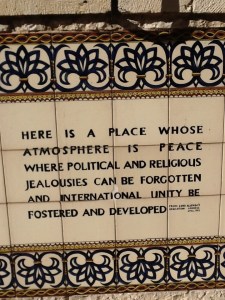 HERE IS A PLACE WHOSE
ATMOSPHERE IS PEACE
WHERE POLITICAL AND RELIGIOUS
JEALOUSIES CAN BE FORGOTTEN
AND INTERNATIONAL UNITY BE
FOSTERED AND DEVELOPED